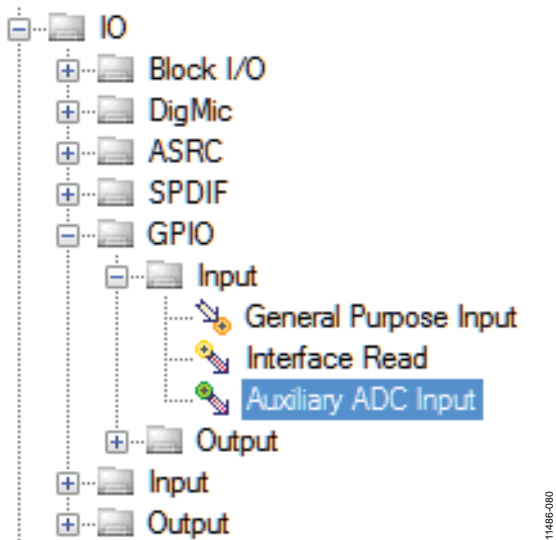 IO
Block I/O
DigMic
ASRC
SPDIF
GPIO
Input
General Purpose Input
Interface Read
Auxiliary ADC Input
Output
Input
Output
11486-080